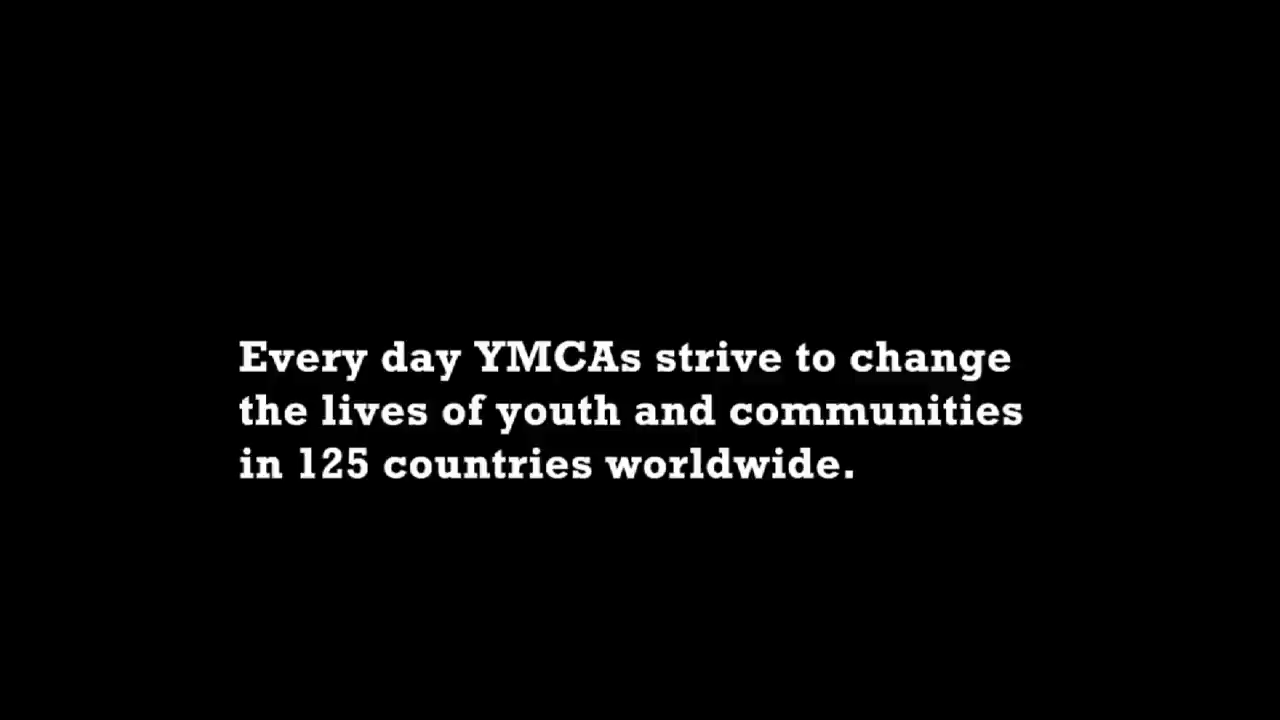 Every day YMCAs strive to change
the lives of youth and communities
in 125 countries worldwide.